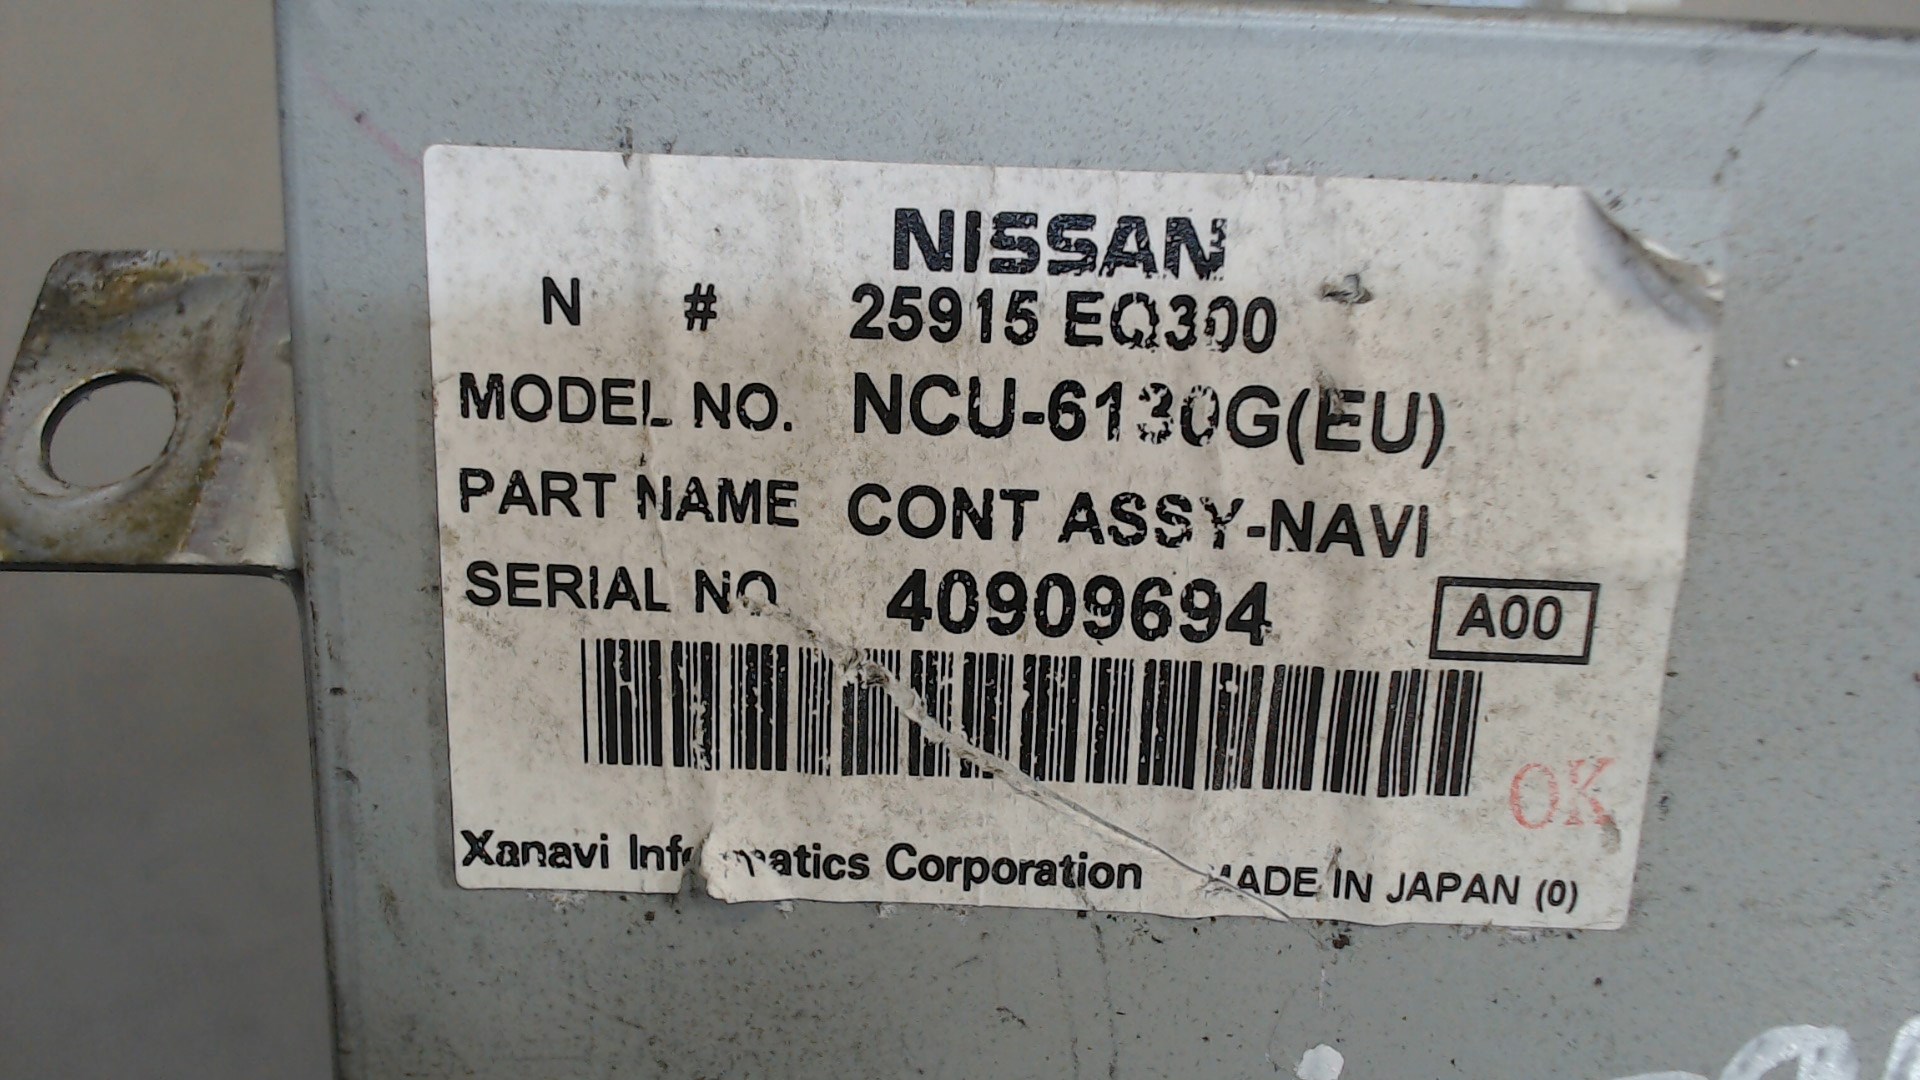 NISSAN
N # 25915 EQ300
MODEL NO. NCU-6130G(EU)
PART NAME CONT ASSY-NAVI
SERIAL NO 40909694
A00
OK
Xanavi Informatics Corporation MADE IN JAPAN (0)